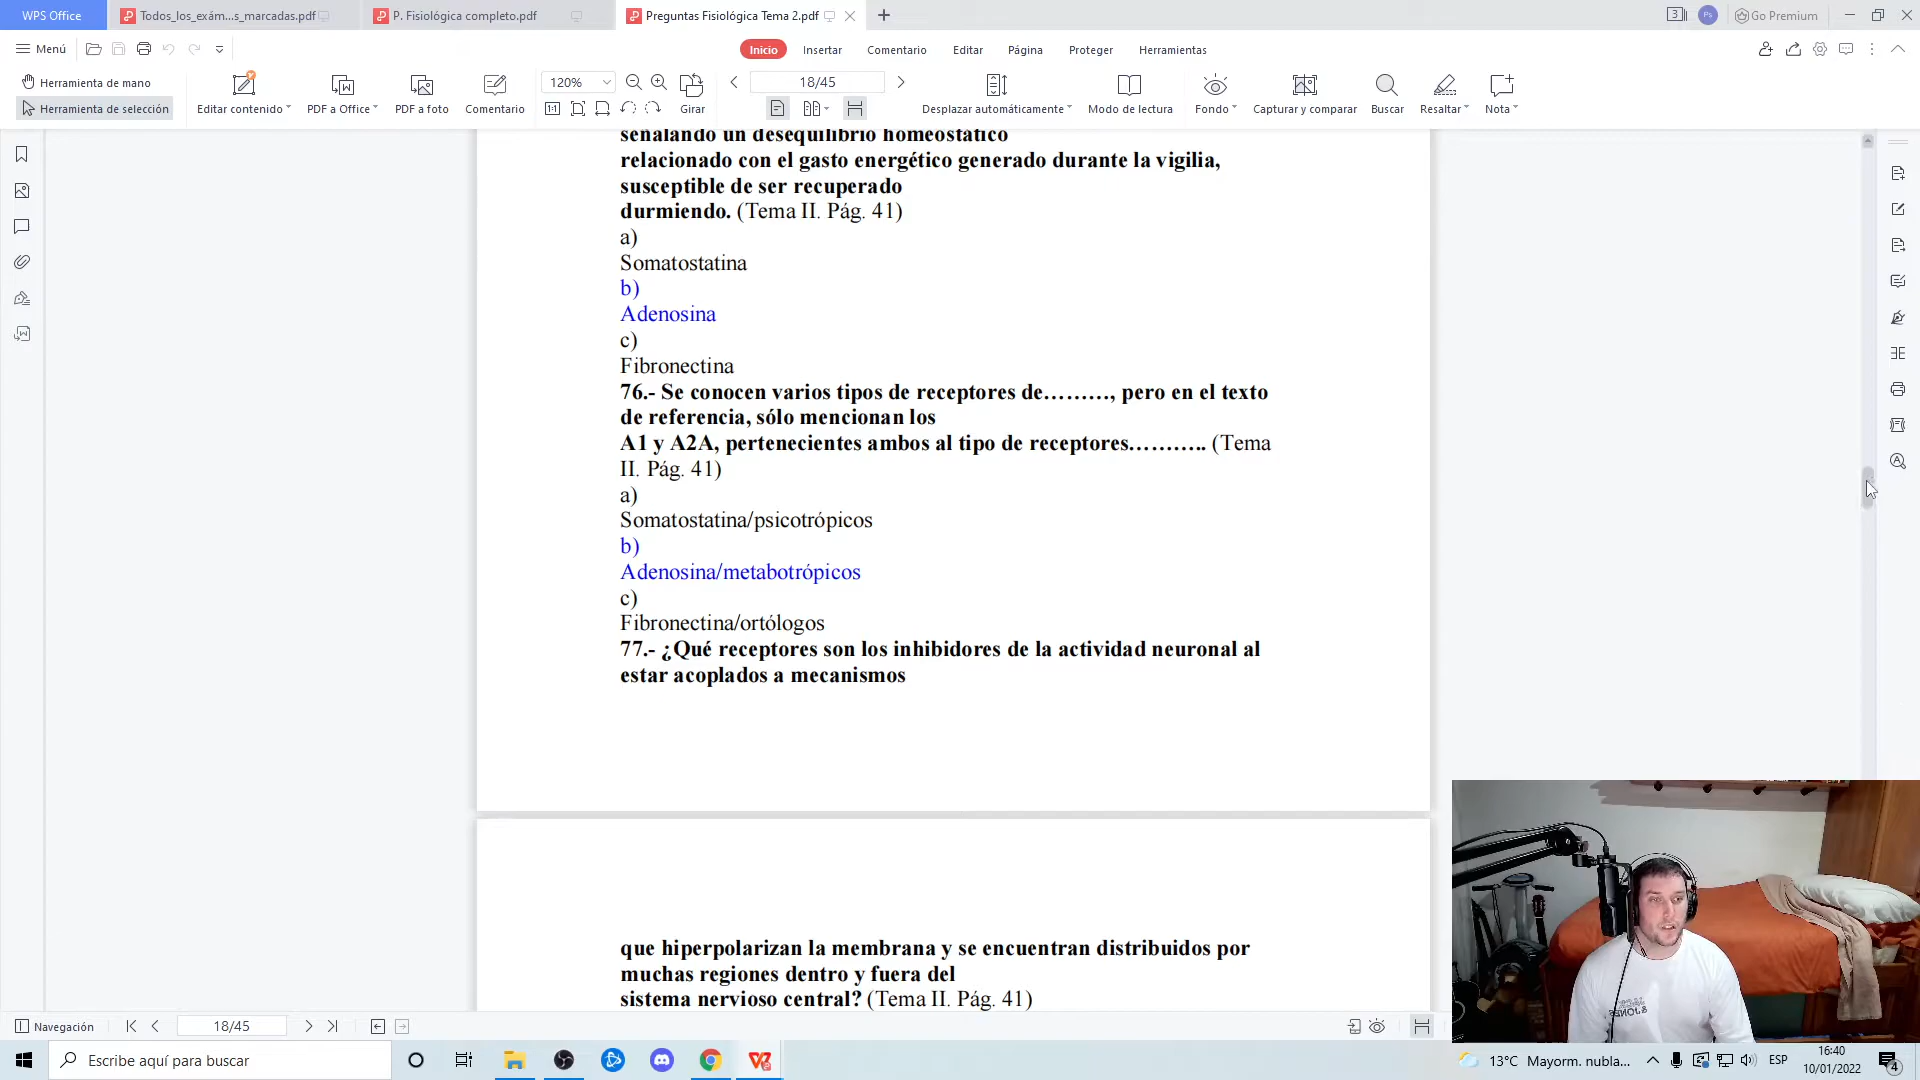 WPS Office
Todos_los_exám...s_marcadas.pdf
P. Fisiológica completo.pdf
Preguntas Fisiológica Tema 2.pdf
3
Ps
Go Premium
Menú
Inicio
Insertar
Comentario
Editar
Página
Proteger
Herramientas
Herramienta de mano
Herramienta de selección
Editar contenido
PDF a Office
PDF a foto
Comentario
120%
Girar
18/45
Desplazar automáticamente
Modo de lectura
Fondo
Capturar y comparar
Buscar
Resaltar
Nota
señalando un desequilibrio homeostático
relacionado con el gasto energético generado durante la vigilia,
susceptible de ser recuperado
durmiendo. (Tema II. Pág. 41)
a)
Somatostatina
b)
Adenosina
c)
Fibronectina
76.- Se conocen varios tipos de receptores de………, pero en el texto
de referencia, sólo mencionan los
A1 y A2A, pertenecientes ambos al tipo de receptores……….. (Tema
II. Pág. 41)
a)
Somatostatina/psicotrópicos
b)
Adenosina/metabotrópicos
c)
Fibronectina/ortólogos
77.- ¿Qué receptores son los inhibidores de la actividad neuronal al
estar acoplados a mecanismos
que hiperpolarizan la membrana y se encuentran distribuidos por
muchas regiones dentro y fuera del
sistema nervioso central? (Tema II. Pág. 41)
Navegación
18/45
Escribe aquí para buscar
13°C Mayorm. nubla...
ESP
16:40
10/01/2022
4